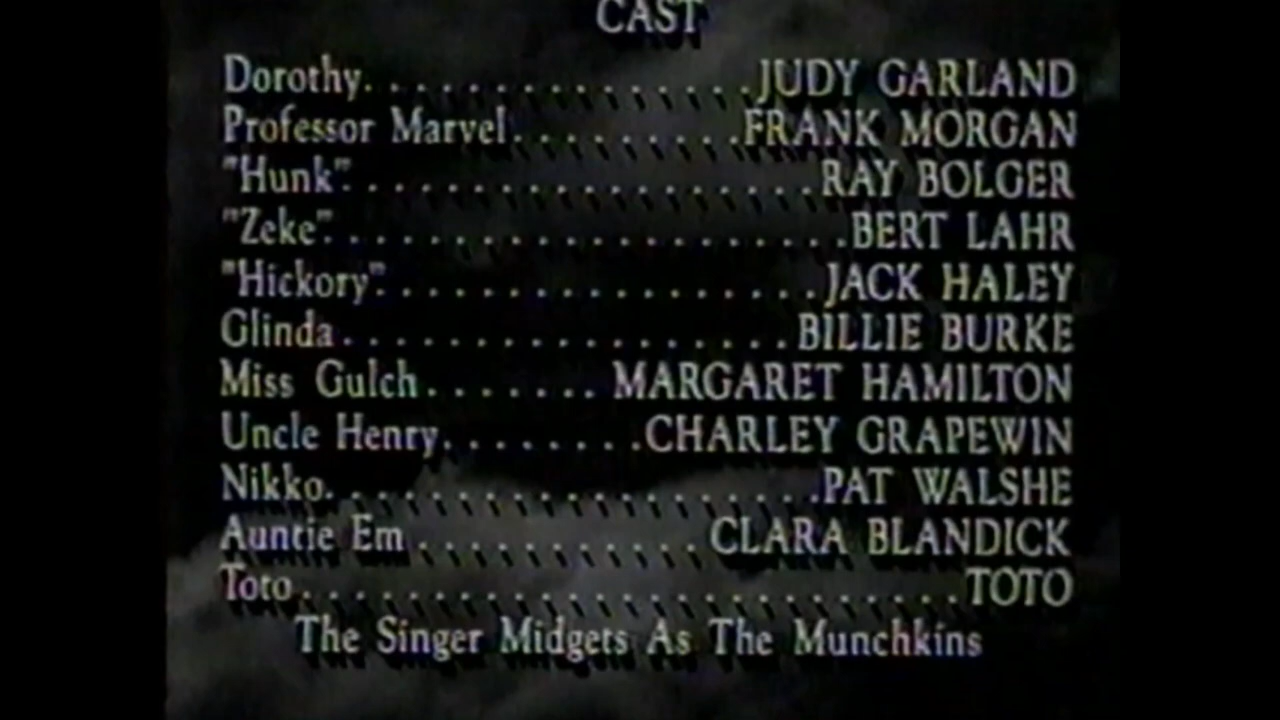 CAST
Dorothy. . . . . . . . . . . . . . . .JUDY GARLAND
Professor Marvel. . . . . . . . .FRANK MORGAN
"Hunk". . . . . . . . . . . . . . . . . .RAY BOLGER
"Zeke". . . . . . . . . . . . . . . . . . . .BERT LAHR
"Hickory". . . . . . . . . . . . . . . . .JACK HALEY
Glinda. . . . . . . . . . . . . . . . .BILLIE BURKE
Miss Gulch. . . . . . . MARGARET HAMILTON
Uncle Henry. . . . . . . .CHARLEY GRAPEWIN
Nikko. . . . . . . . . . . . . . . . . . .PAT WALSHE
Auntie Em . . . . . . . . . . . CLARA BLANDICK
Toto. . . . . . . . . . . . . . . . . . . . . . . . .TOTO
The Singer Midgets As The Munchkins